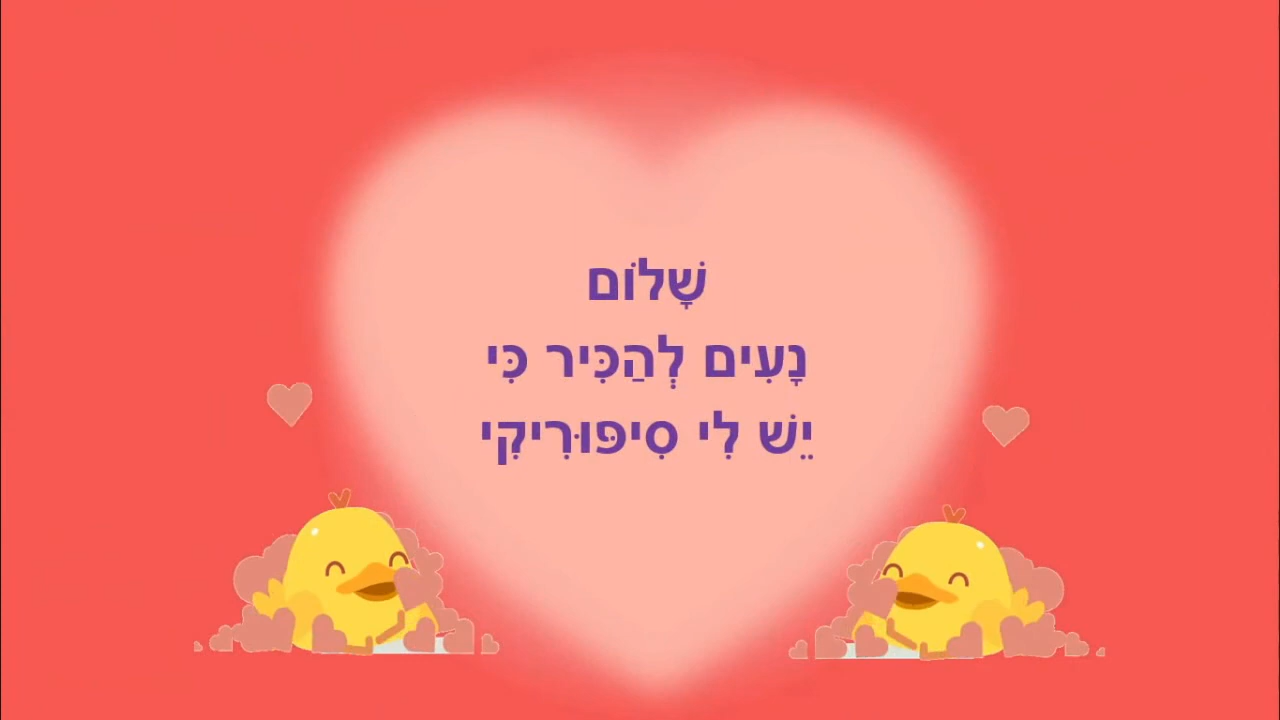 שָׁלוֹם
נָעִים לְהַכִּיר כִּי
יֵשׁ לִי סִיפּוּרִיקִי